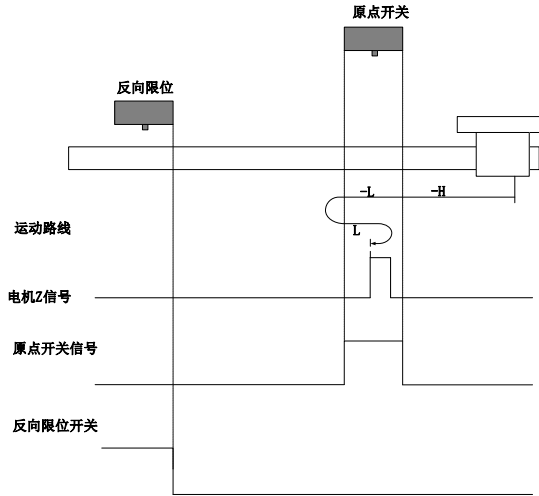 原点开关
反向限位
-L
-H
运动路线
L
电机Z信号
原点开关信号
反向限位开关